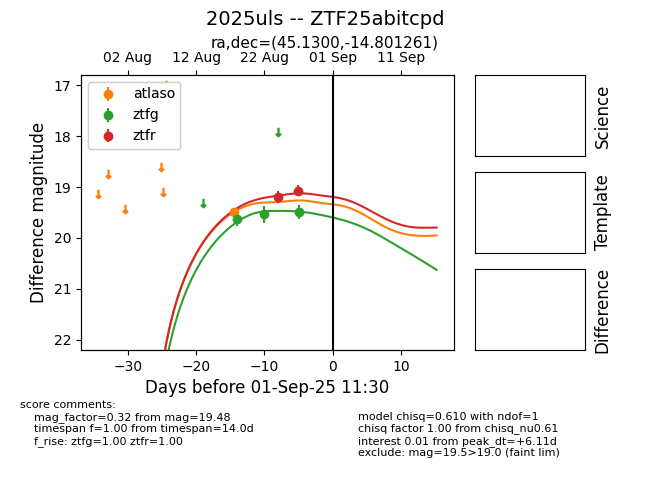 2025uls -- ZTF25abitcpd
ra,dec=(45.1300,-14.801261)
02 Aug 12 Aug 22 Aug 01 Sep 11 Sep
17
18
19
20
21
22
Difference magnitude
atlaso
ztfg
ztfr
−30 −20 −10 0 10
Days before 01-Sep-25 11:30
Science
Template
Difference
score comments:
mag_factor=0.32 from mag=19.48
timespan f=1.00 from timespan=14.0d
f_rise: ztfg=1.00 ztfr=1.00
model chisq=0.610 with ndof=1
chisq factor 1.00 from chisq_nu0.61
interest 0.01 from peak_dt=+6.11d
exclude: mag=19.5>19.0 (faint lim)